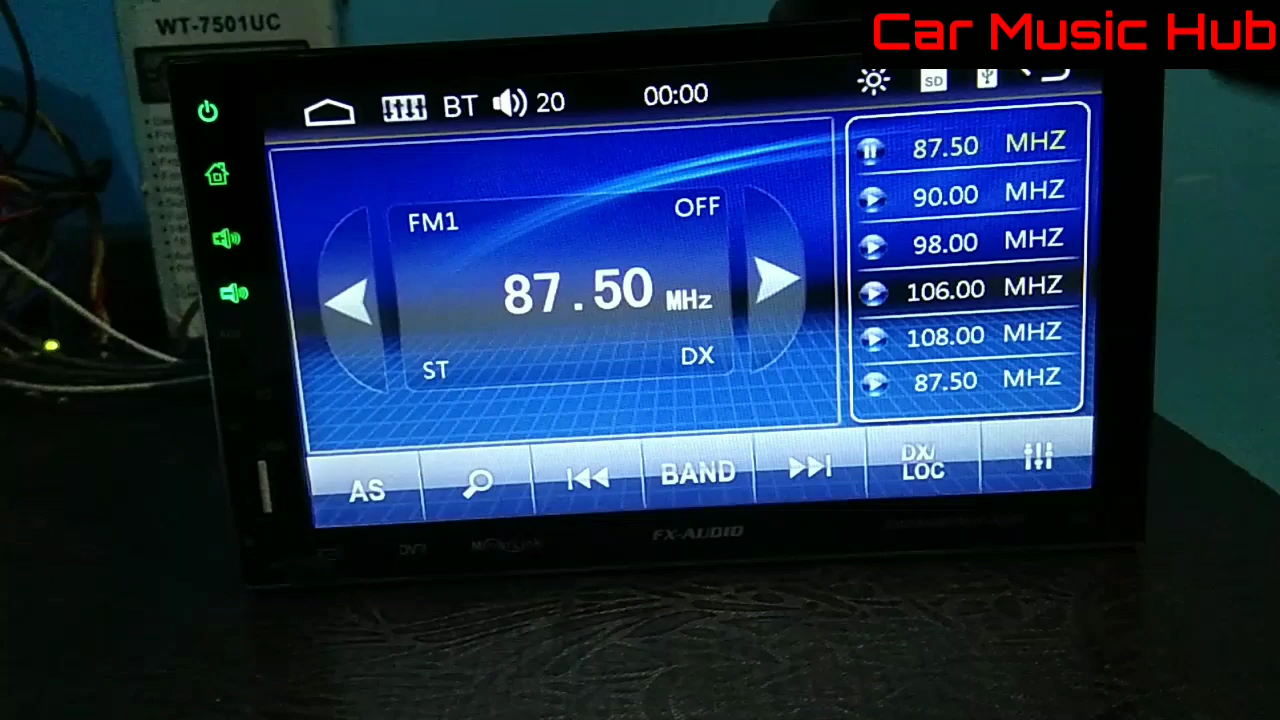 Car Music Hub
WT-7501UC
BT 20 00:00 SD
FM1 OFF
87.50 MHz
ST DX
87.50 MHZ
90.00 MHZ
98.00 MHZ
106.00 MHZ
108.00 MHZ
87.50 MHZ
AS BAND DX/
LOC
FX-AUDIO